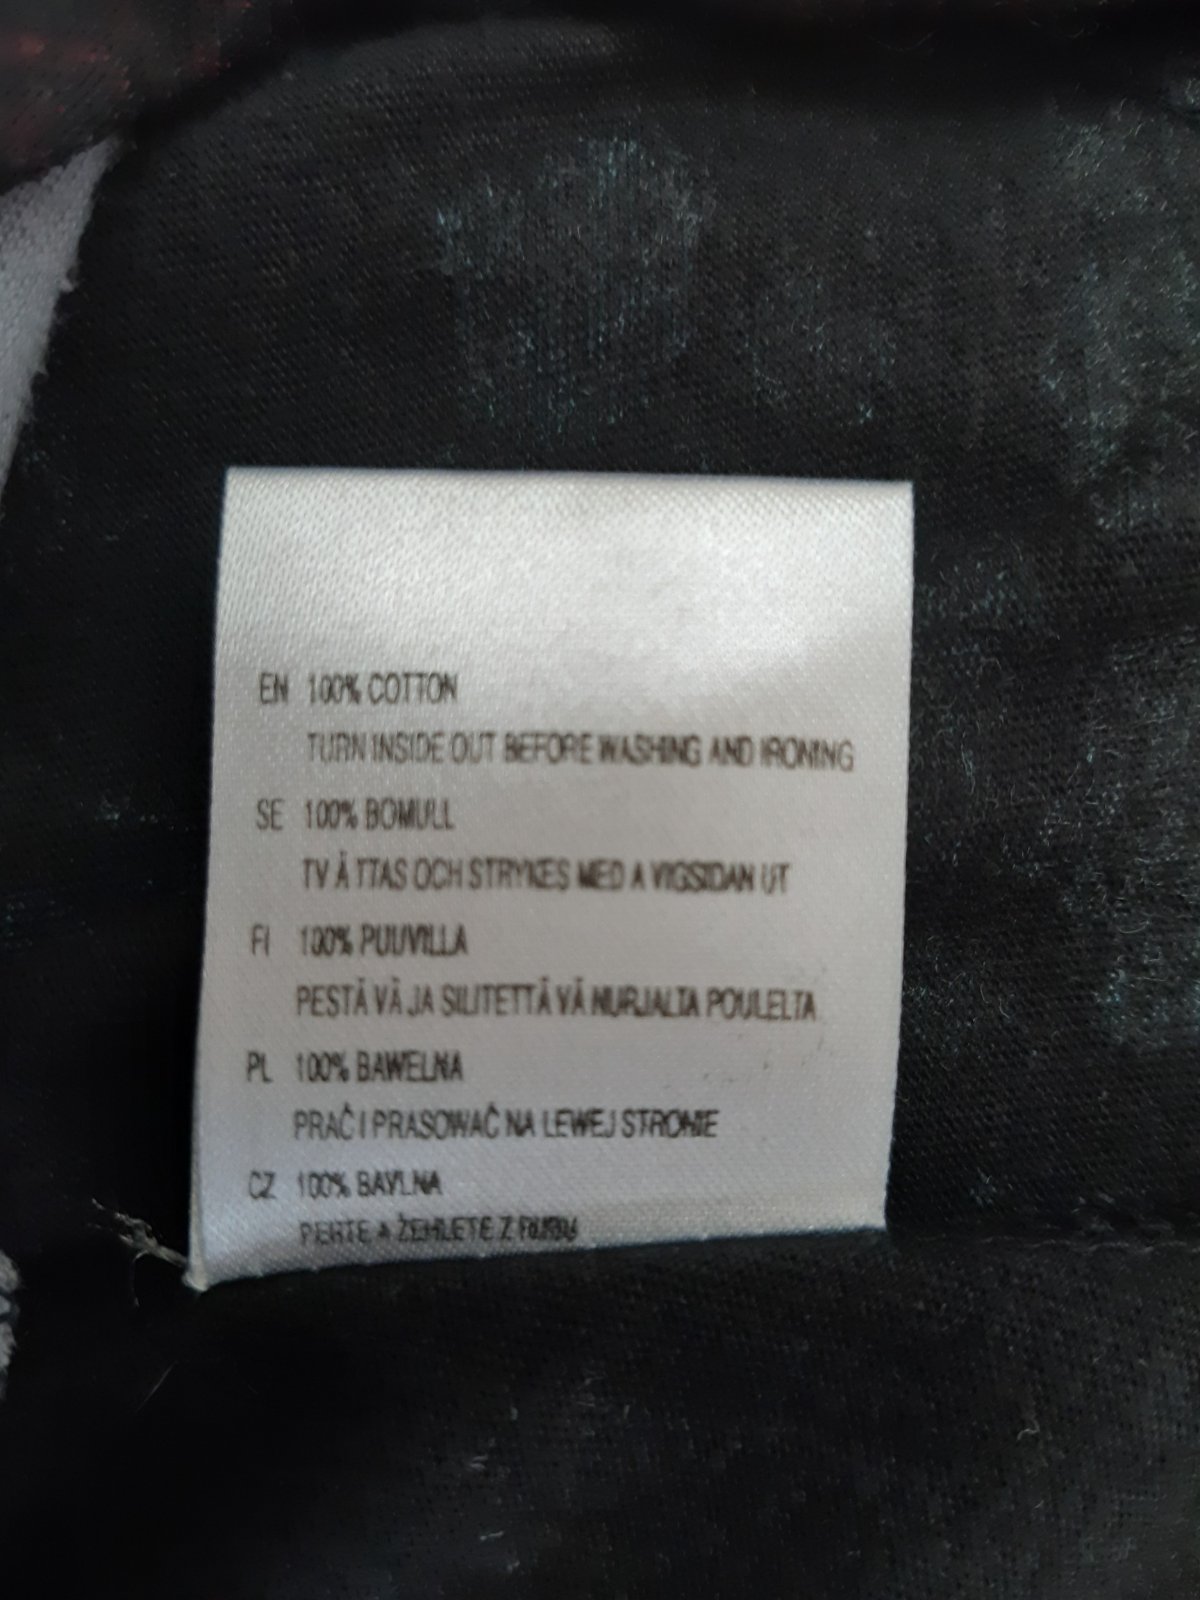 EN 100% COTTON
TURN INSIDE OUT BEFORE WASHING AND IRONING
SE 100% BOMULL
TV Ä TTAS OCH STRYKES MED A VIGSIDAN UT
FI 100% PUUVILLA
PESTÄ VÄ JA SILITETTÄ VÄ NURJALTA POULELTA
PL 100% BAWELNA
PRAĆ I PRASOWAĆ NA LEWEJ STRONIE
CZ 100% BAVLNA
PERTE A ŽEHLETE Z RUBU